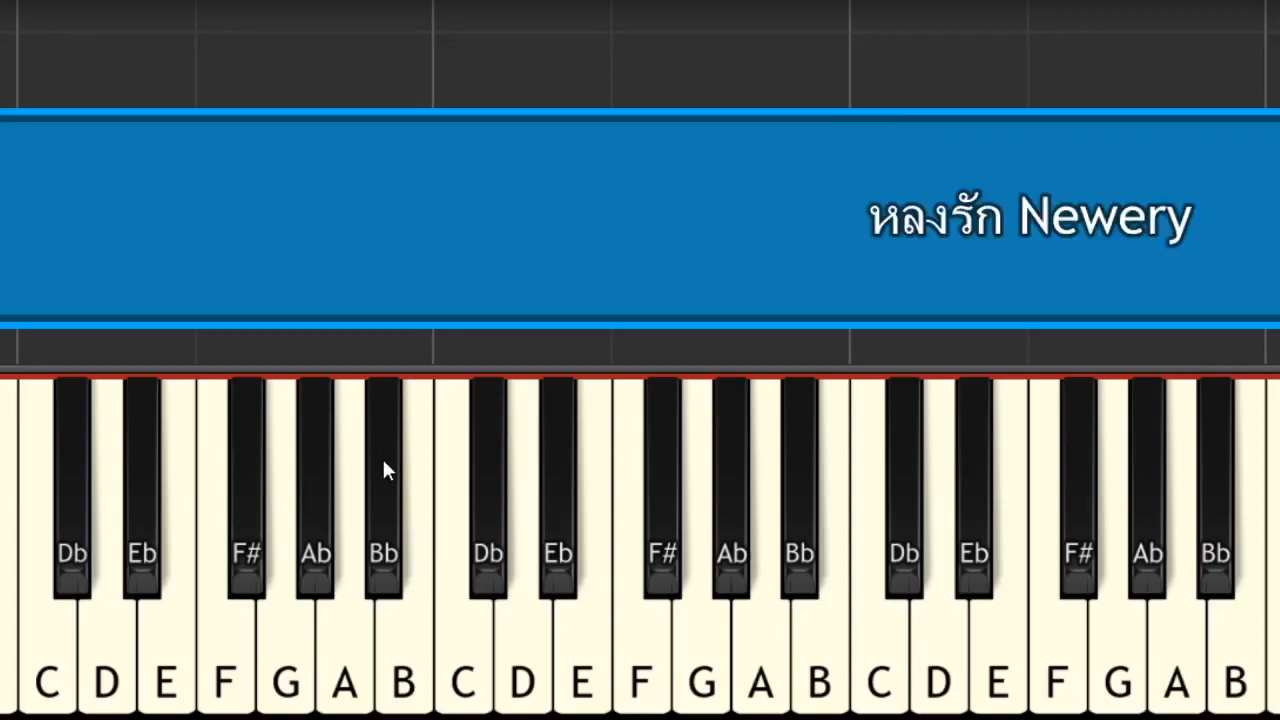 หลงรัก Newery
Db Eb F# Ab Bb Db Eb F# Ab Bb Db Eb F# Ab Bb
C D E F G A B C D E F G A B C D E F G A B